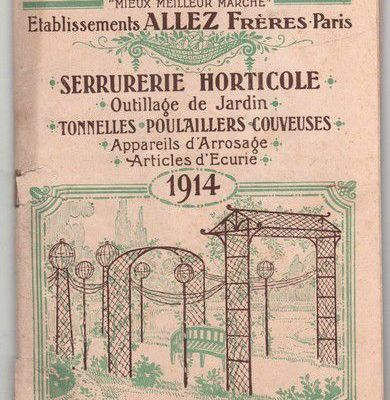 "MIEUX MEILLEUR MARCHÉ"
Etablissements ALLEZ FRÈRES · Paris
SERRURERIE HORTICOLE
Outillage de Jardin
TONNELLES · POULAILLERS · COUVEUSES
Appareils d'Arrosage
Articles d'Ecurie
1914